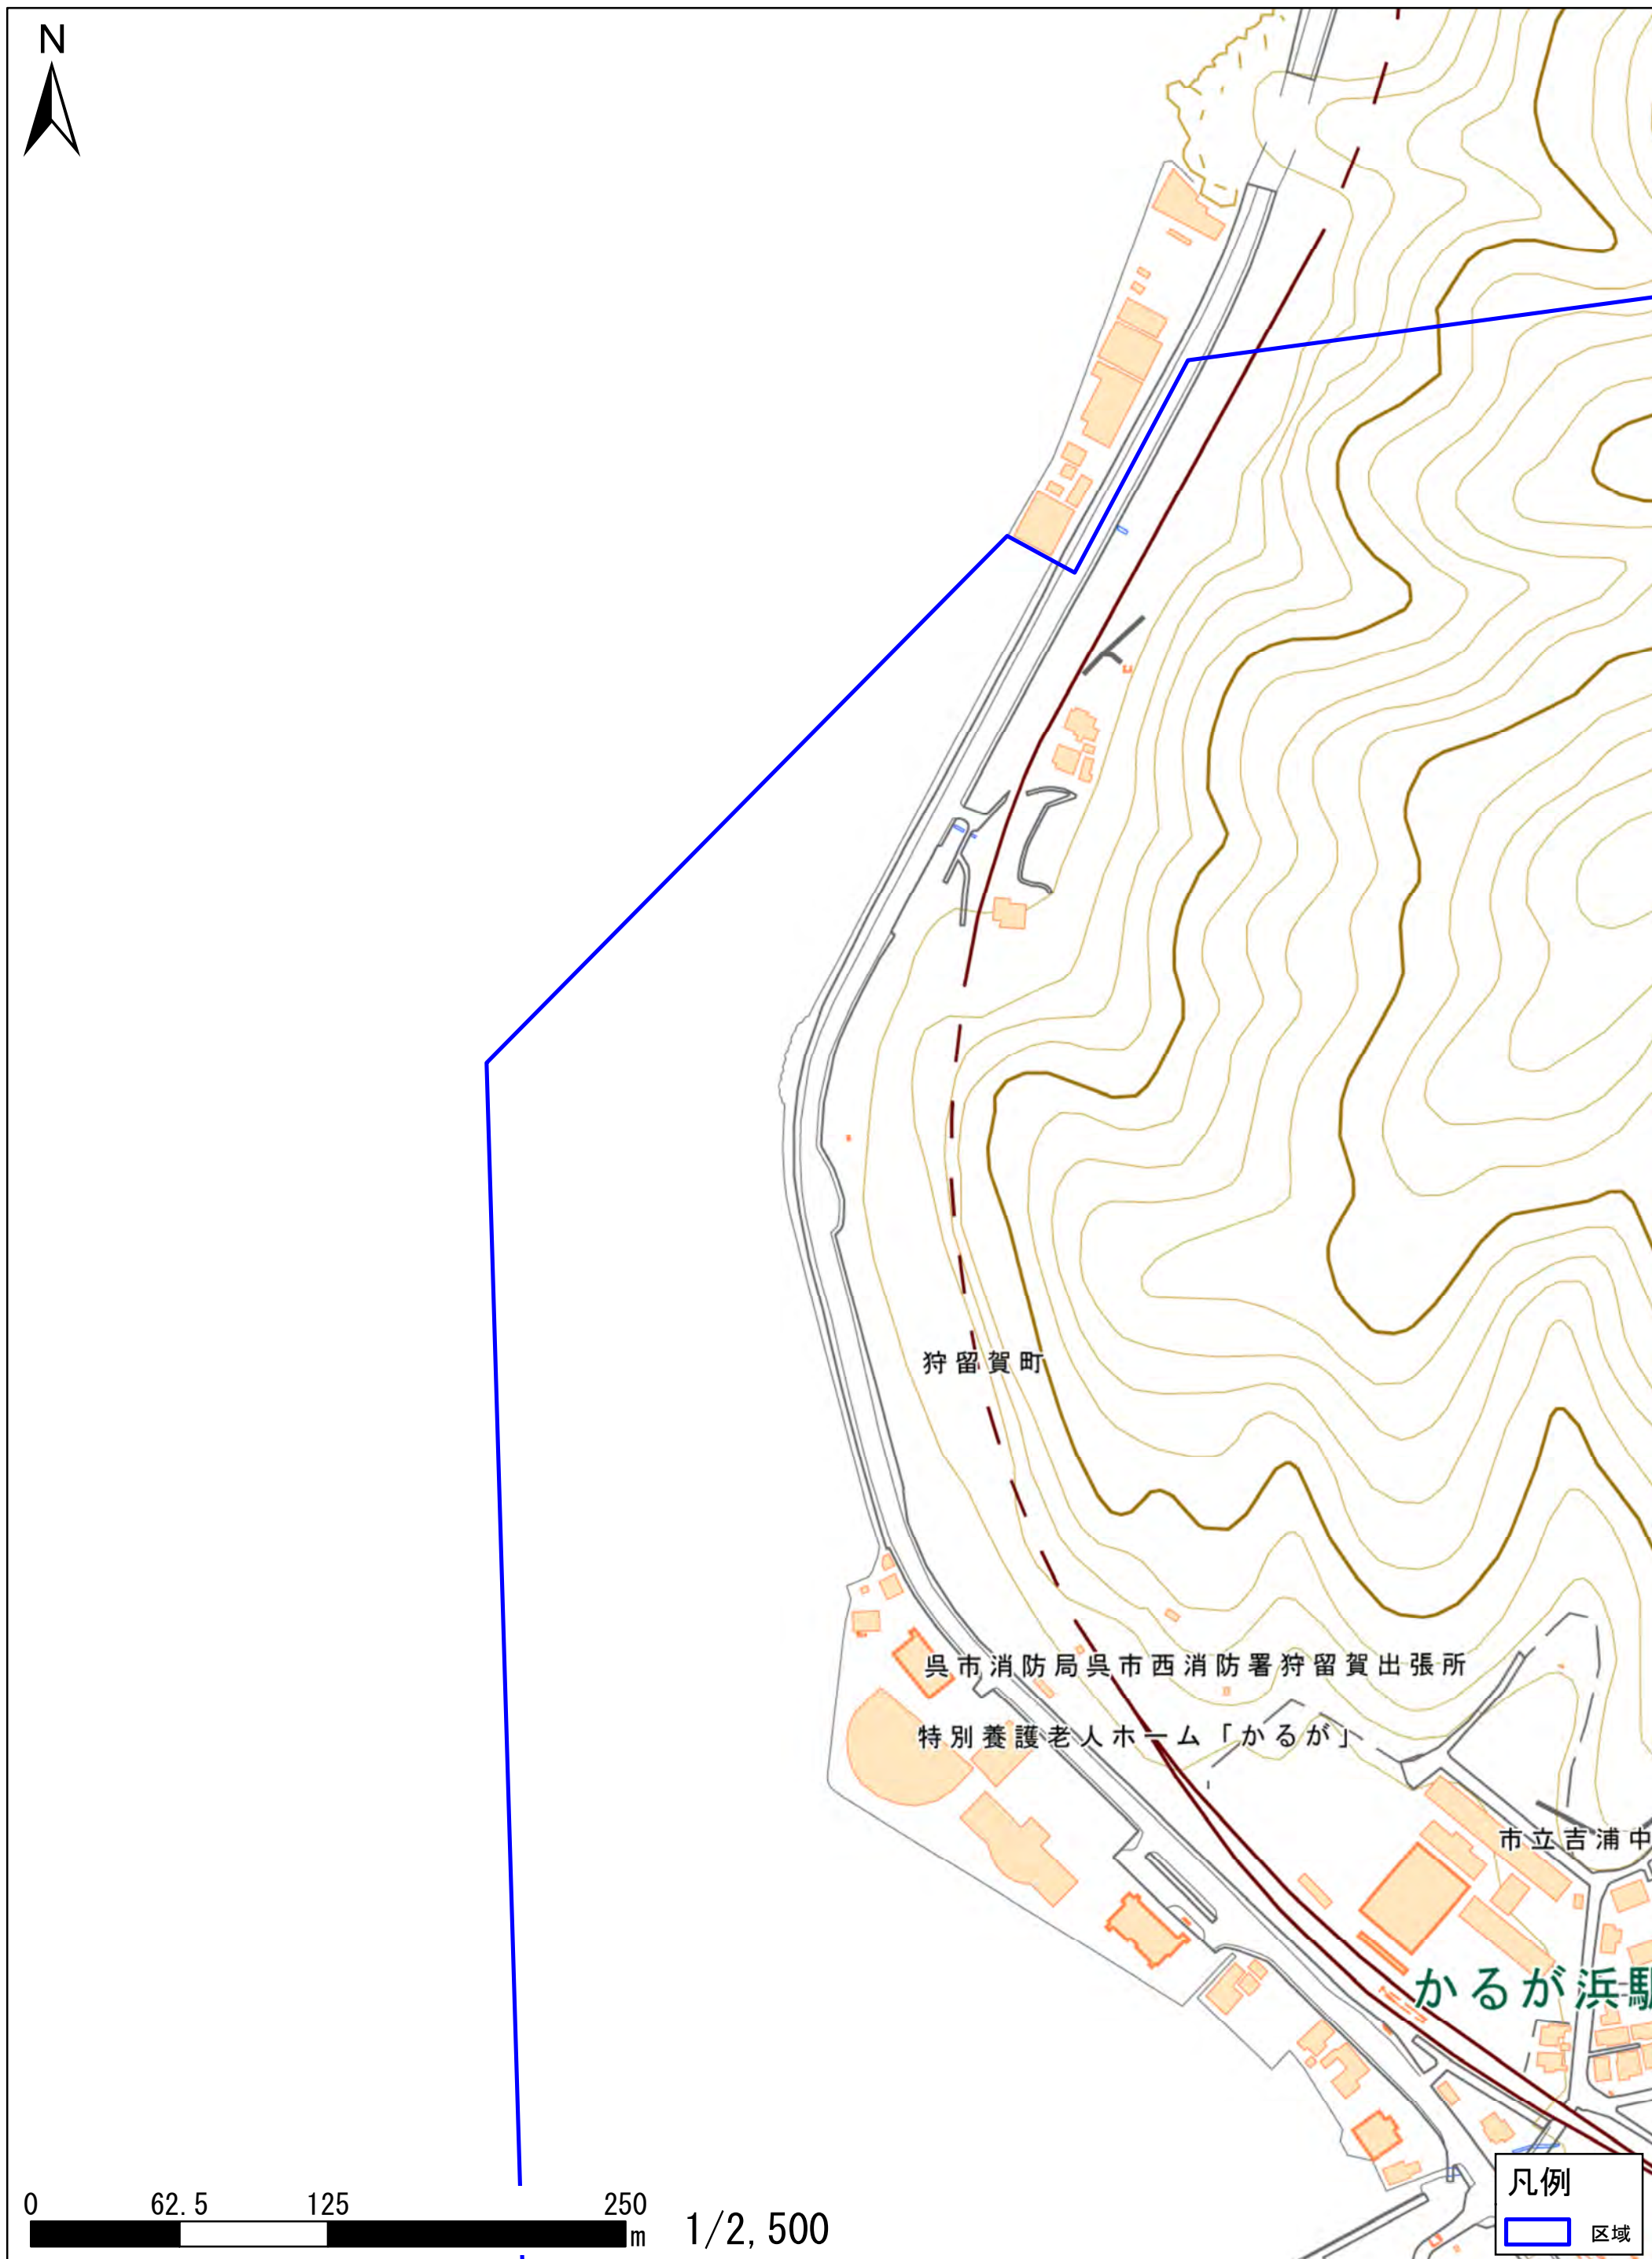 N
狩留賀町
呉市消防局呉市西消防署狩留賀出張所
特別養護老人ホーム「かるが」
市立吉浦中
かるが浜駅
凡例
区域
0 62.5 125 250
m
1/2,500